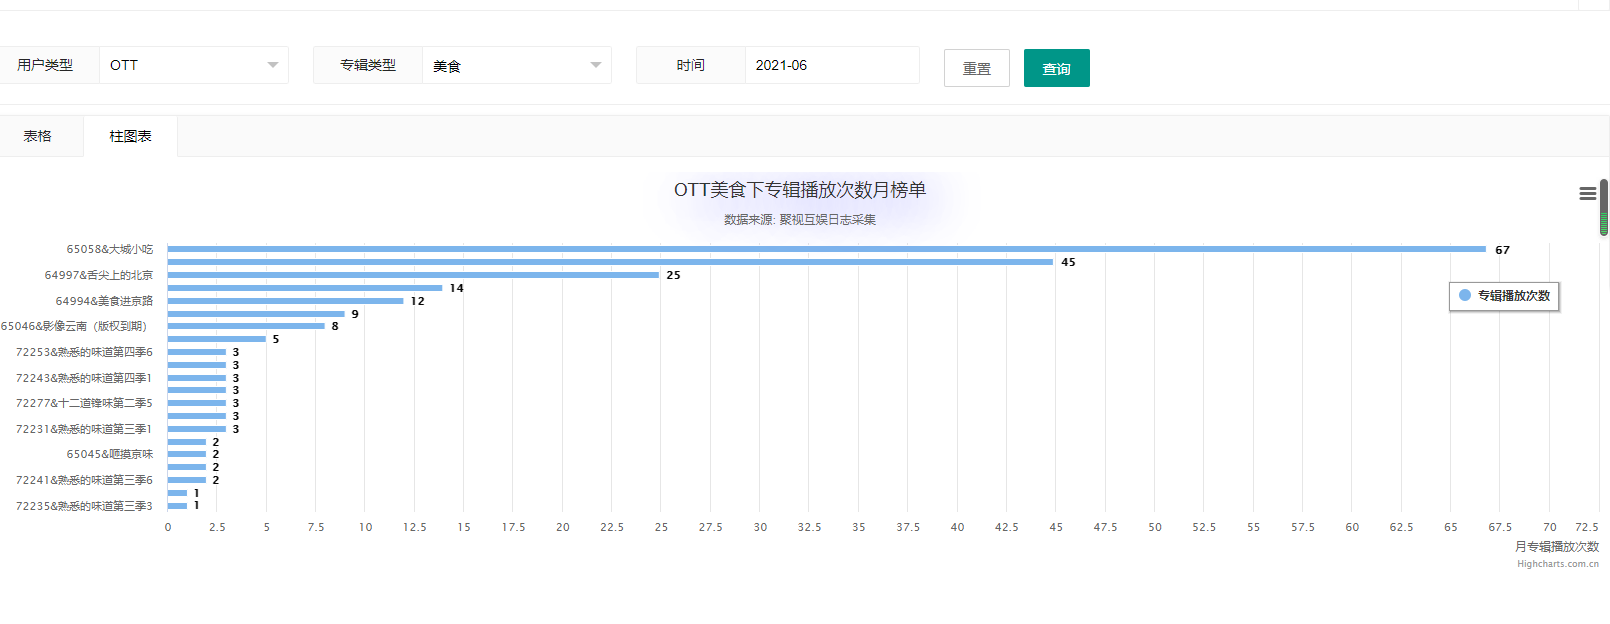 用户类型 OTT 专辑类型 美食 时间 2021-06 重置 查询
表格 柱图表
OTT美食下专辑播放次数月榜单
数据来源: 聚视互娱日志采集
65058&大城小吃 67
45
64997&舌尖上的北京 25
14
64994&美食进京路 12
9
专辑播放次数
65046&影像云南（版权到期） 8
5
72253&熟悉的味道第四季6 3
3
72243&熟悉的味道第四季1 3
3
72277&十二道锋味第二季5 3
3
72231&熟悉的味道第三季1 3
2
65045&咂摸京味 2
2
72241&熟悉的味道第三季6 2
1
72235&熟悉的味道第三季3 1
0 2.5 5 7.5 10 12.5 15 17.5 20 22.5 25 27.5 30 32.5 35 37.5 40 42.5 45 47.5 50 52.5 55 57.5 60 62.5 65 67.5 70 72.5
月专辑播放次数
Highcharts.com.cn